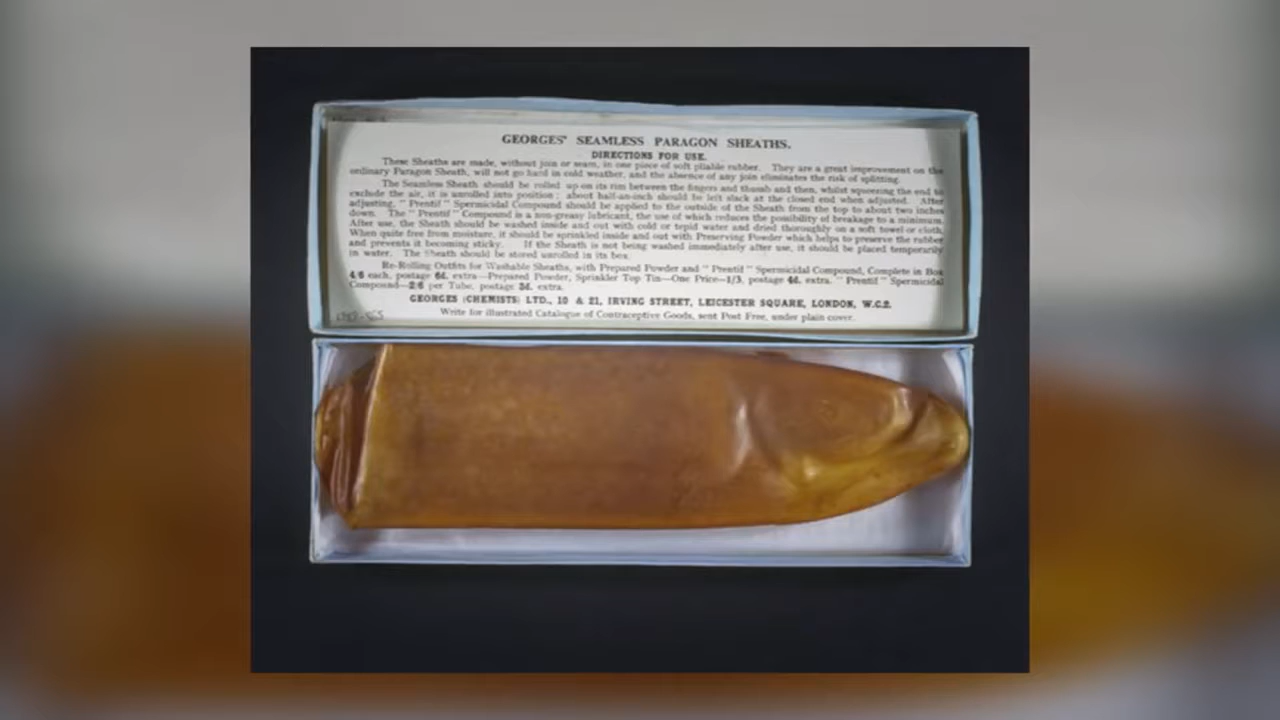 GEORGES' SEAMLESS PARAGON SHEATHS.
DIRECTIONS FOR USE.
These Sheaths are made, without join or seam, in one piece of soft pliable rubber. They are a great improvement on the
ordinary Paragon Sheath, will not go hard in cold weather, and the absence of any join eliminates the risk of splitting.
The Seamless Sheath should be rolled up on its rim between the fingers and thumb and then, whilst squeezing the end to
exclude the air, it is unrolled into position; about half-an-inch should be left slack at the closed end when adjusted. After
adjusting, "Prentif" Spermicidal Compound should be applied to the outside of the Sheath from the top to about two inches
down. The "Prentif" Compound is a non-greasy lubricant, the use of which reduces the possibility of breakage to a minimum.
After use, the Sheath should be washed inside and out with cold or tepid water and dried thoroughly on a soft towel or cloth.
When quite free from moisture, it should be sprinkled inside and out with Preserving Powder which helps to preserve the rubber
and prevents it becoming sticky. If the Sheath is not being washed immediately after use, it should be placed temporarily
in water. The Sheath should be stored unrolled in its box.
Re-Rolling Outfits for Washable Sheaths, with Prepared Powder and "Prentif" Spermicidal Compound, Complete in Box
4/6 each, postage 6d. extra—Prepared Powder, Sprinkler Top Tin—One Price—1/3, postage 4d. extra. "Prentif" Spermicidal
Compound—2/6 per Tube, postage 3d. extra.
GEORGES (CHEMISTS) LTD., 10 & 21, IRVING STREET, LEICESTER SQUARE, LONDON, W.C.2.
Write for illustrated Catalogue of Contraceptive Goods, sent Post Free, under plain cover.